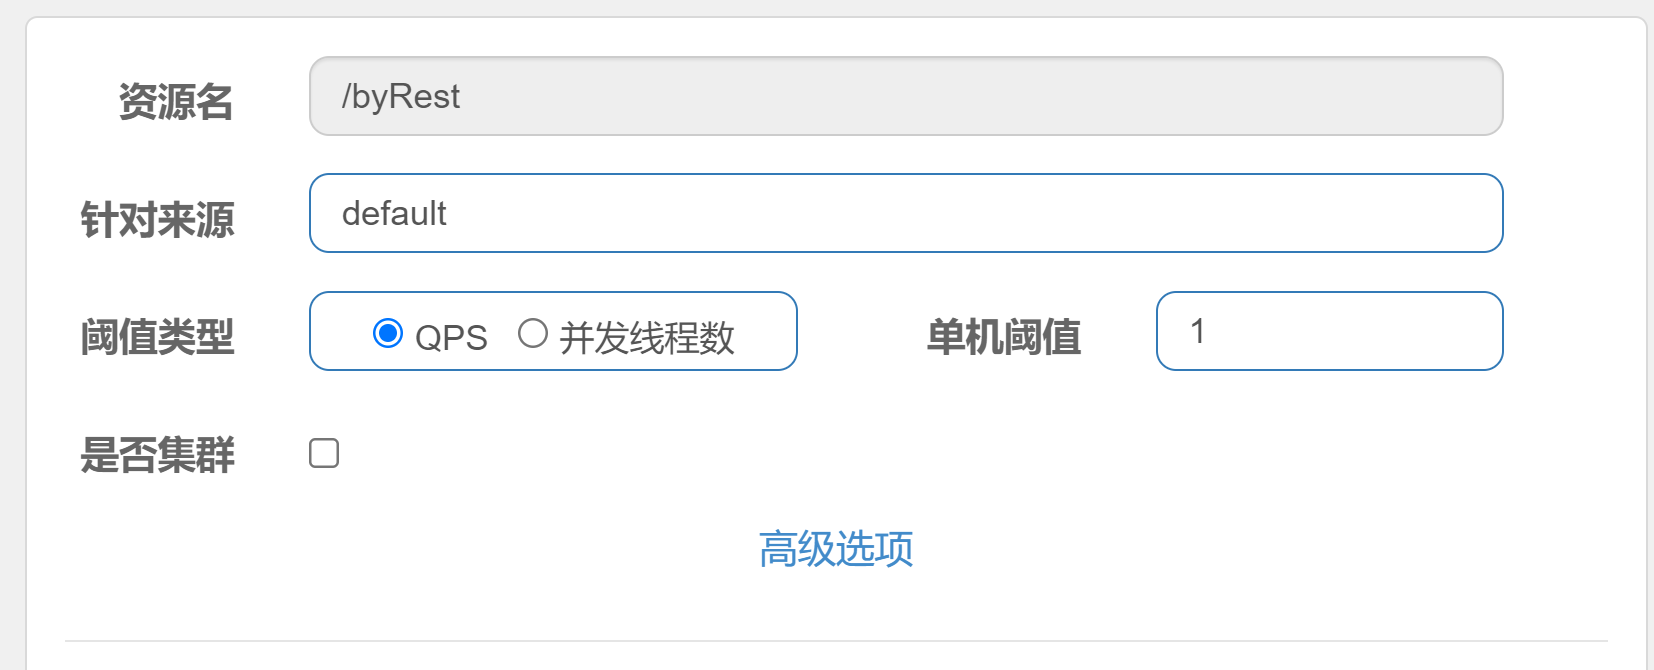 资源名 /byRest
针对来源 default
阈值类型 QPS 并发线程数 单机阈值 1
是否集群
高级选项